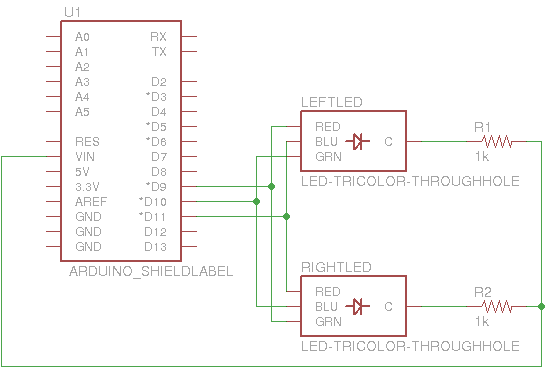 U1
A0 RX
A1 TX
A2
A3 D2
A4 *D3
A5 D4
*D5
RES *D6
VIN D7
5V D8
3.3V *D9
AREF *D10
GND *D11
GND D12
GND D13
ARDUINO_SHIELDLABEL
LEFTLED
RED
BLU C
GRN
LED-TRICOLOR-THROUGHHOLE
R1
1k
RIGHTLED
RED
BLU C
GRN
LED-TRICOLOR-THROUGHHOLE
R2
1k